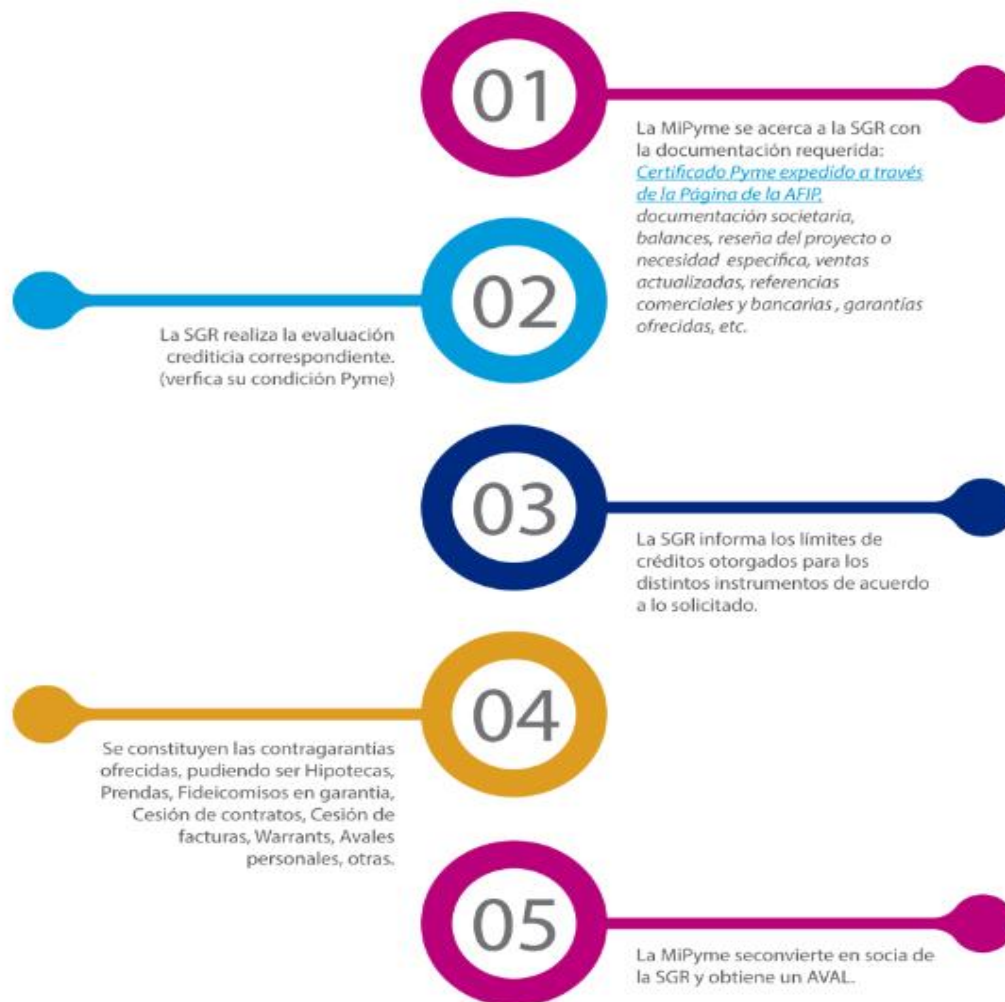 01
La MiPyme se acerca a la SGR con
la documentación requerida:
Certificado Pyme expedido a través
de la Página de la AFIP,
documentación societaria,
balances, reseña del proyecto o
necesidad especifica, ventas
actualizadas, referencias
comerciales y bancarias , garantías
ofrecidas, etc.
02
La SGR realiza la evaluación
crediticia correspondiente.
(verfica su condición Pyme)
03
La SGR informa los límites de
créditos otorgados para los
distintos instrumentos de acuerdo
a lo solicitado.
04
Se constituyen las contragarantías
ofrecidas, pudiendo ser Hipotecas,
Prendas, Fideicomisos en garantia,
Cesión de contratos, Cesión de
facturas, Warrants, Avales
personales, otras.
05
La MiPyme seconvierte en socia de
la SGR y obtiene un AVAL.